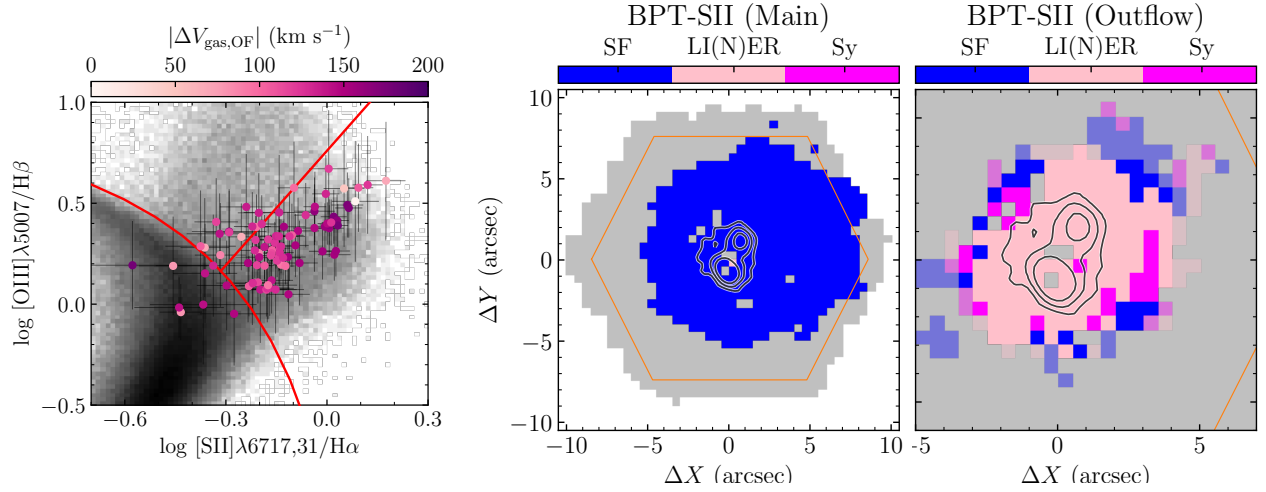 |ΔV_gas,OF| (km s⁻¹)
0 50 100 150 200
1.0
0.5
0.0
−0.5
−0.6 −0.3 0.0 0.3
log [OIII]λ5007/Hβ
log [SII]λ6717,31/Hα
BPT-SII (Main)
SF LI(N)ER Sy
10
5
0
−5
−10
−10 −5 0 5 10
ΔY (arcsec)
ΔX (arcsec)
BPT-SII (Outflow)
SF LI(N)ER Sy
-5 0 5
ΔX (arcsec)